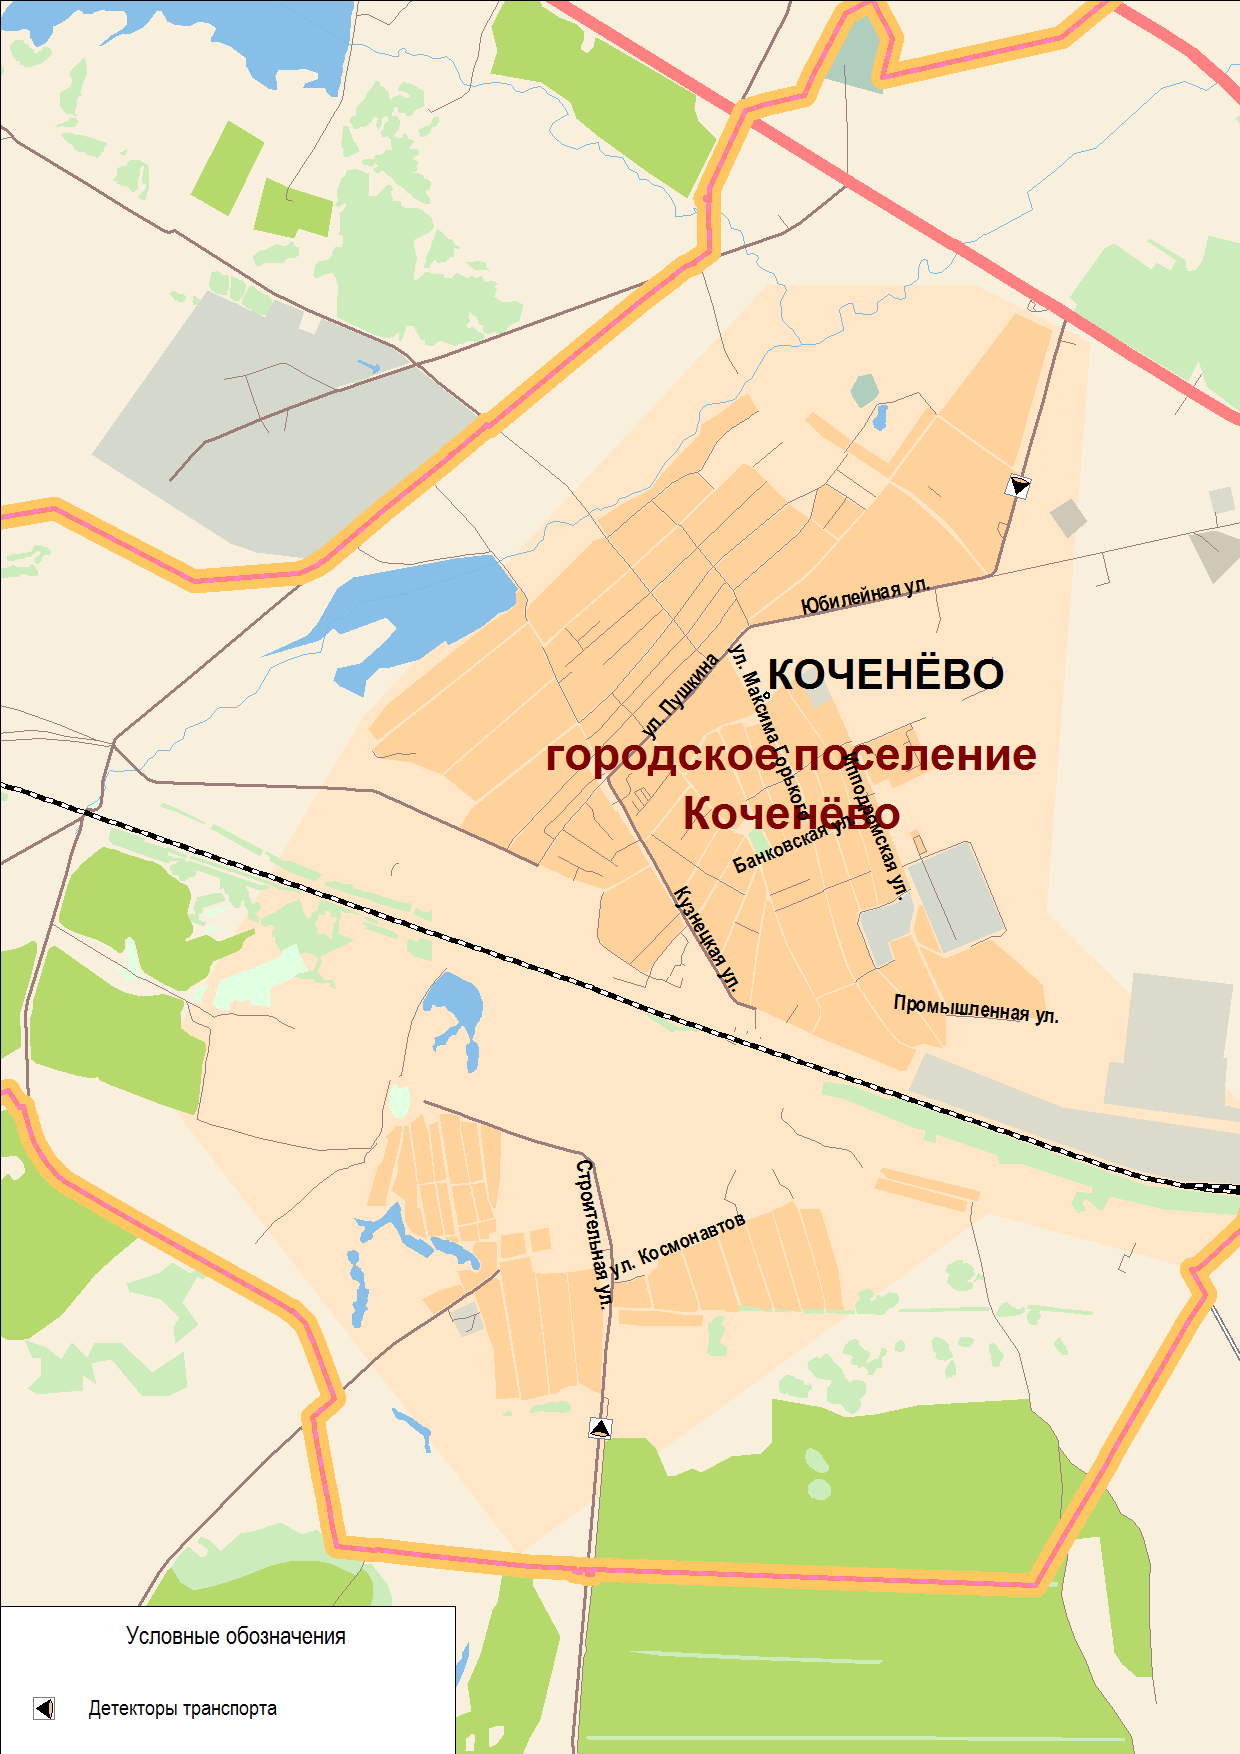 Юбилейная ул.
КОЧЕНЁВО
ул. Пушкина
ул. Максима Горького
городское поселение
Коченёво
Ипподромская ул.
Банковская ул.
Кузнецкая ул.
Промышленная ул.
Строительная ул.
ул. Космонавтов
Условные обозначения
Детекторы транспорта